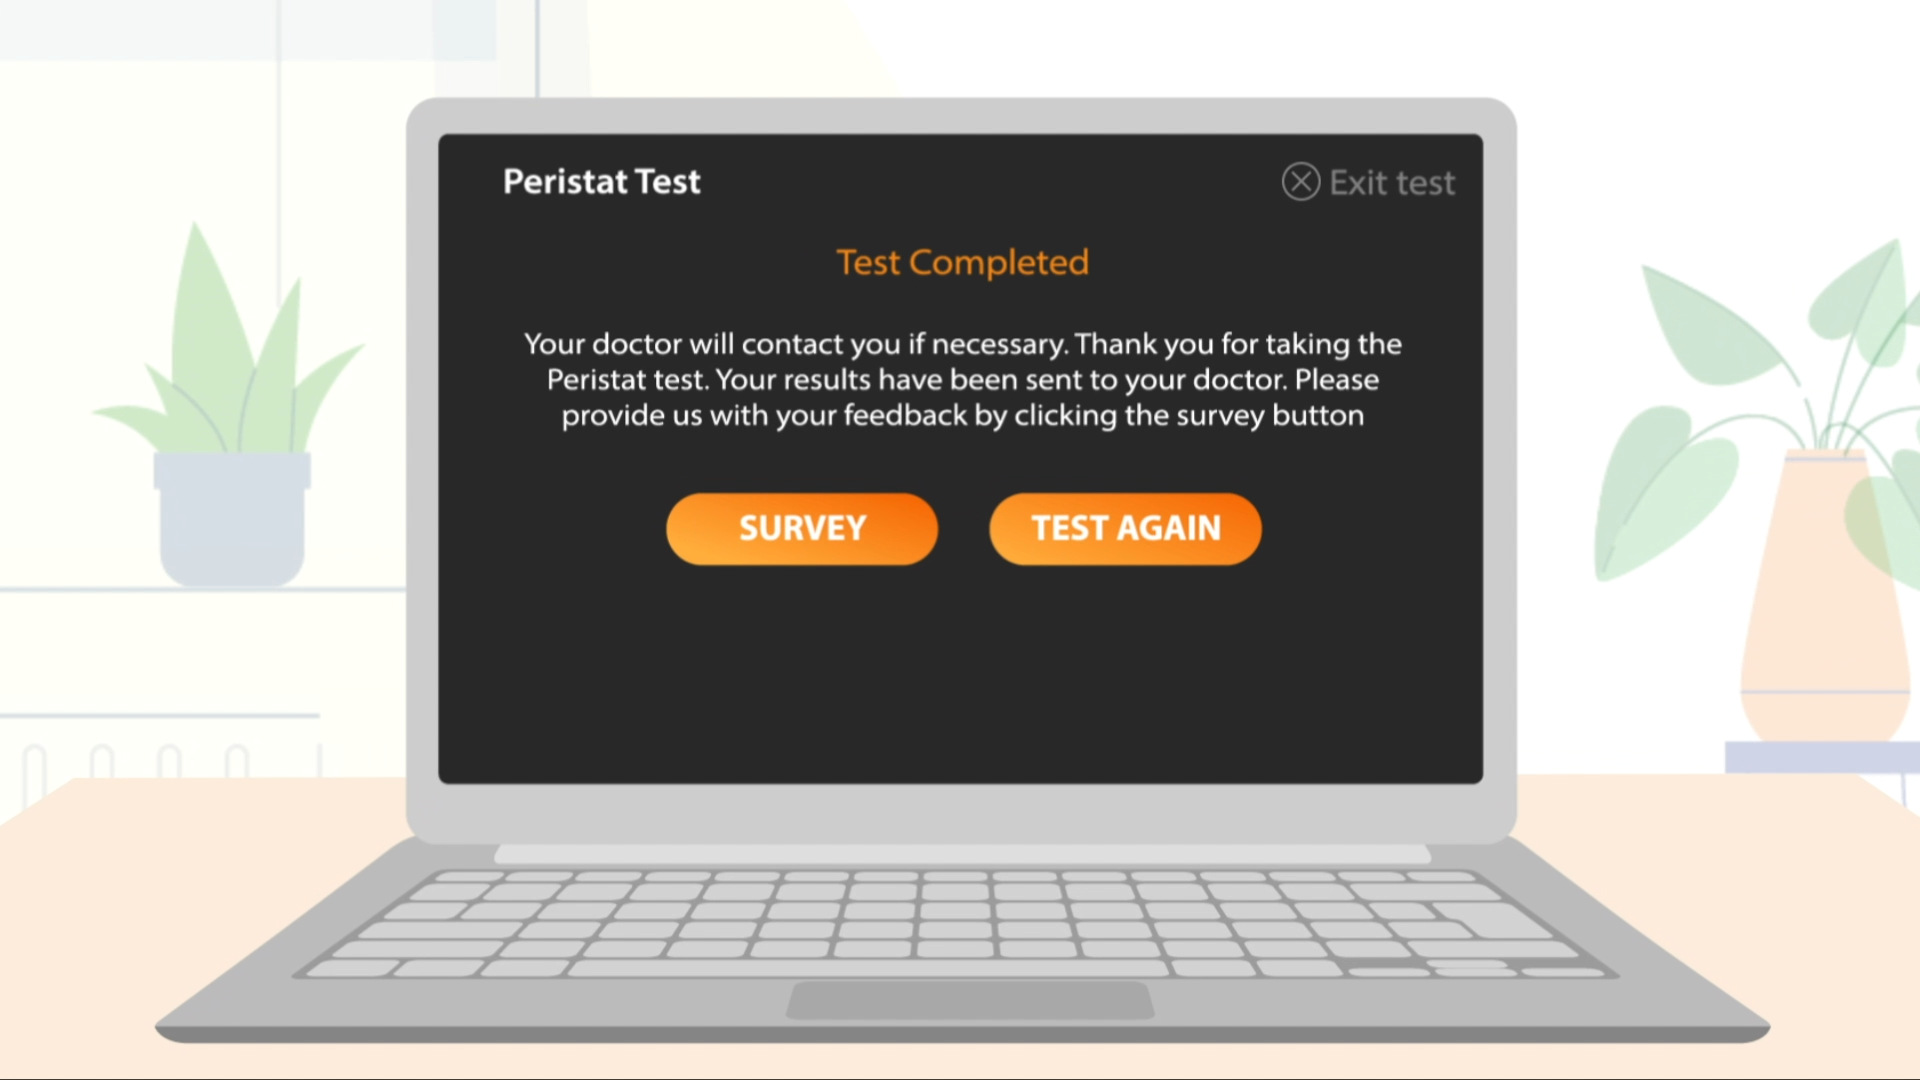 Peristat Test
Exit test
Test Completed
Your doctor will contact you if necessary. Thank you for taking the
Peristat test. Your results have been sent to your doctor. Please
provide us with your feedback by clicking the survey button
SURVEY
TEST AGAIN